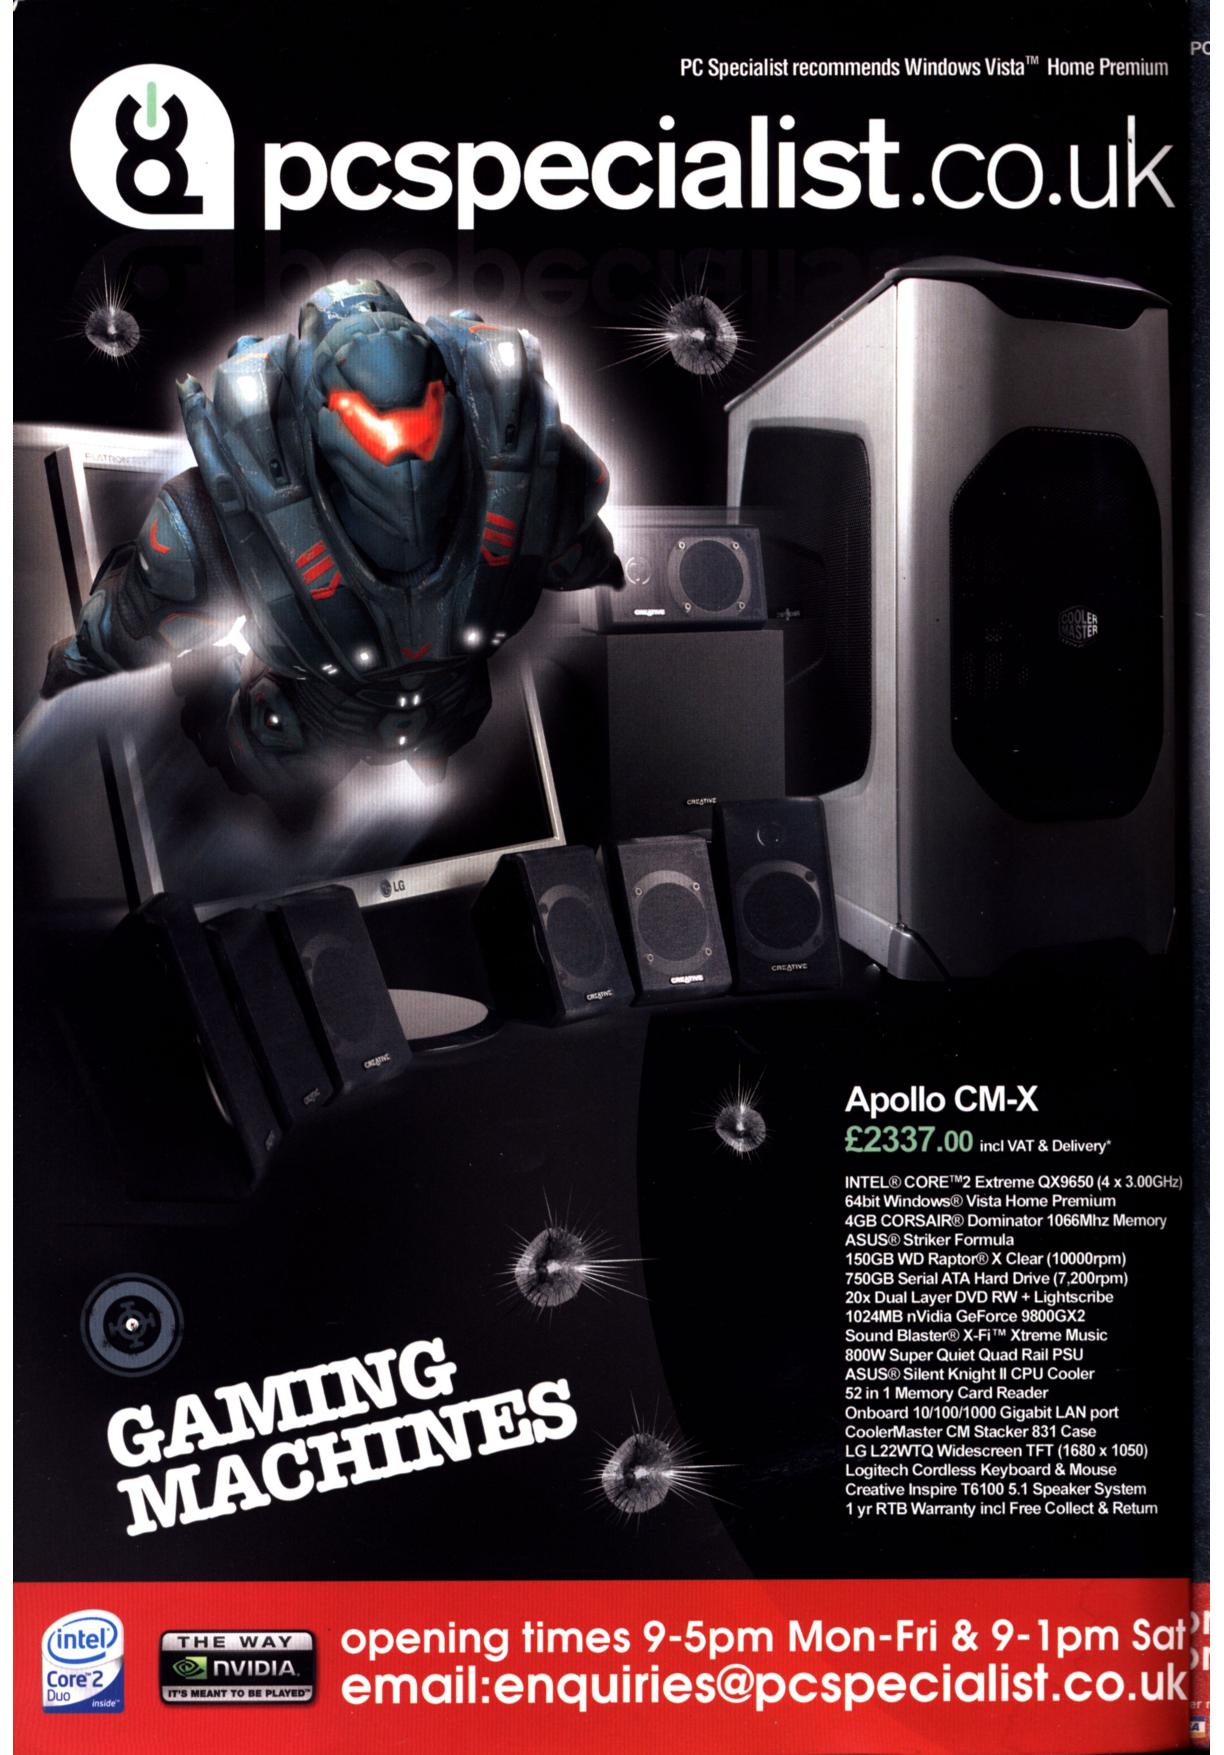 PC Specialist recommends Windows Vista™ Home Premium
pcspecialist.co.uk
FLATRON
CREATIVE
COOLER
MASTER
CREATIVE
LG
CREATIVE
CREATIVE
CREATIVE
CREATIVE
CREATIVE
Apollo CM-X
£2337.00 incl VAT & Delivery*
INTEL® CORE™2 Extreme QX9650 (4 x 3.00GHz)
64bit Windows® Vista Home Premium
4GB CORSAIR® Dominator 1066Mhz Memory
ASUS® Striker Formula
150GB WD Raptor® X Clear (10000rpm)
750GB Serial ATA Hard Drive (7,200rpm)
20x Dual Layer DVD RW + Lightscribe
1024MB nVidia GeForce 9800GX2
Sound Blaster® X-Fi™ Xtreme Music
800W Super Quiet Quad Rail PSU
ASUS® Silent Knight II CPU Cooler
52 in 1 Memory Card Reader
Onboard 10/100/1000 Gigabit LAN port
CoolerMaster CM Stacker 831 Case
LG L22WTQ Widescreen TFT (1680 x 1050)
Logitech Cordless Keyboard & Mouse
Creative Inspire T6100 5.1 Speaker System
1 yr RTB Warranty incl Free Collect & Return
GAMING
MACHINES
intel
Core™2
Duo
inside™
THE WAY
NVIDIA.
IT'S MEANT TO BE PLAYED™
opening times 9-5pm Mon-Fri & 9-1pm Sat
email:enquiries@pcspecialist.co.uk